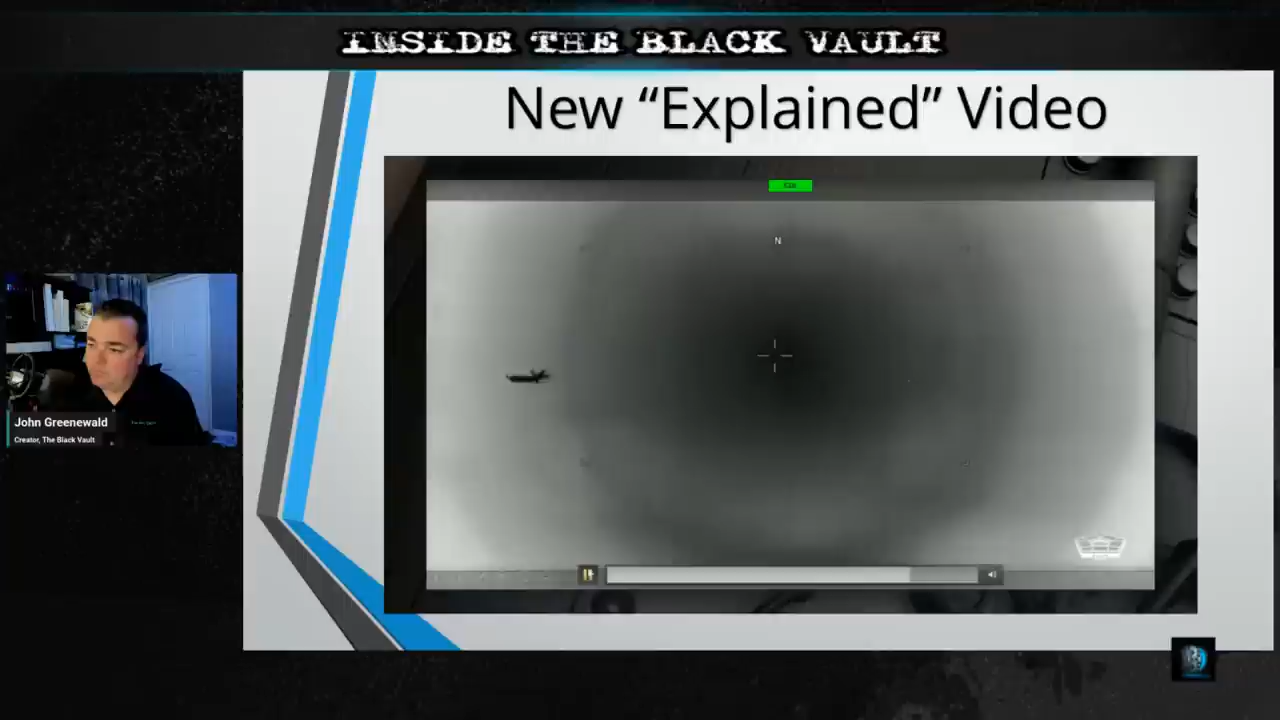 INSIDE THE BLACK VAULT
New “Explained” Video
N
John Greenewald
Creator, The Black Vault